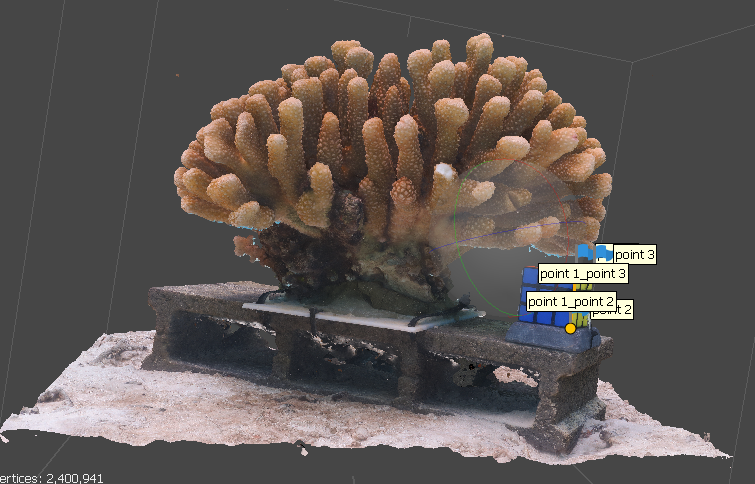 point 3
point 1_point 3
point 1_point 2
point 2
ertices: 2,400,941